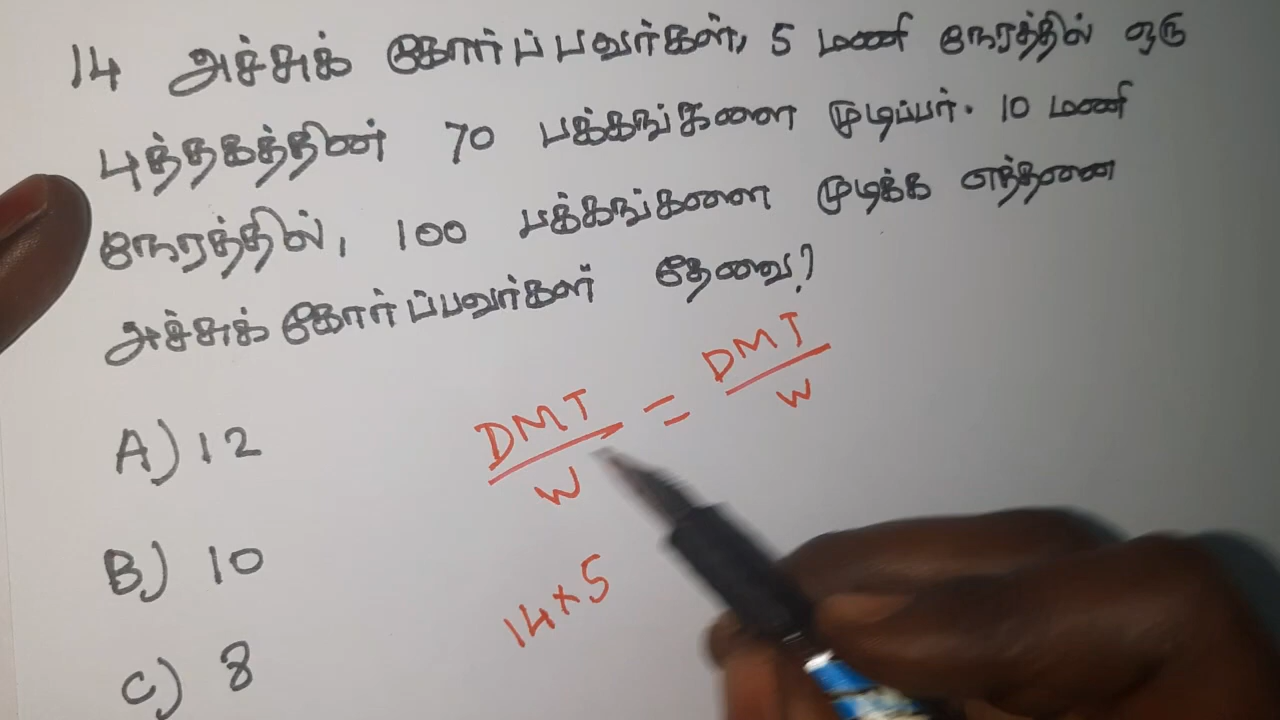 14 அச்சுக் கோர்ப்பவர்கள், 5 மணி நேரத்தில் ஒரு
புத்தகத்தின் 70 பக்கங்களை முடிப்பர். 10 மணி
நேரத்தில், 100 பக்கங்களை முடிக்க எத்தனை
அச்சுக் கோர்ப்பவர்கள் தேவை?
DMT/W = DMT/W
A) 12
B) 10
14 × 5
C) 8